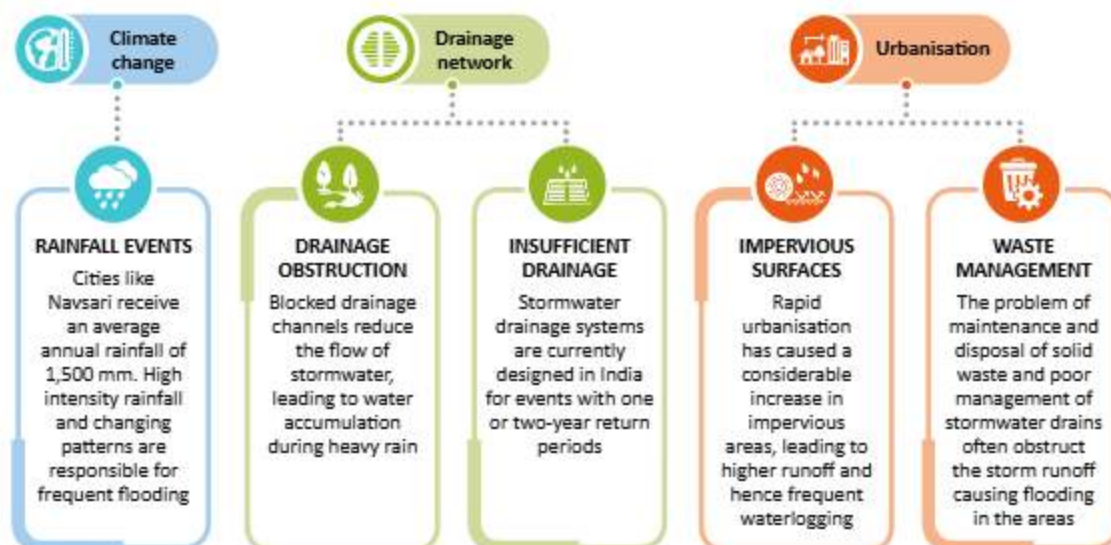 Climate
change
Drainage
network
Urbanisation
RAINFALL EVENTS
Cities like
Navsari receive
an average
annual rainfall of
1,500 mm. High
intensity rainfall
and changing
patterns are
responsible for
frequent flooding
DRAINAGE
OBSTRUCTION
Blocked drainage
channels reduce
the flow of
stormwater,
leading to water
accumulation
during heavy rain
INSUFFICIENT
DRAINAGE
Stormwater
drainage systems
are currently
designed in India
for events with one
or two-year return
periods
IMPERVIOUS
SURFACES
Rapid
urbanisation
has caused a
considerable
increase in
impervious
areas, leading to
higher runoff and
hence frequent
waterlogging
WASTE
MANAGEMENT
The problem of
maintenance and
disposal of solid
waste and poor
management of
stormwater drains
often obstruct
the storm runoff
causing flooding
in the areas